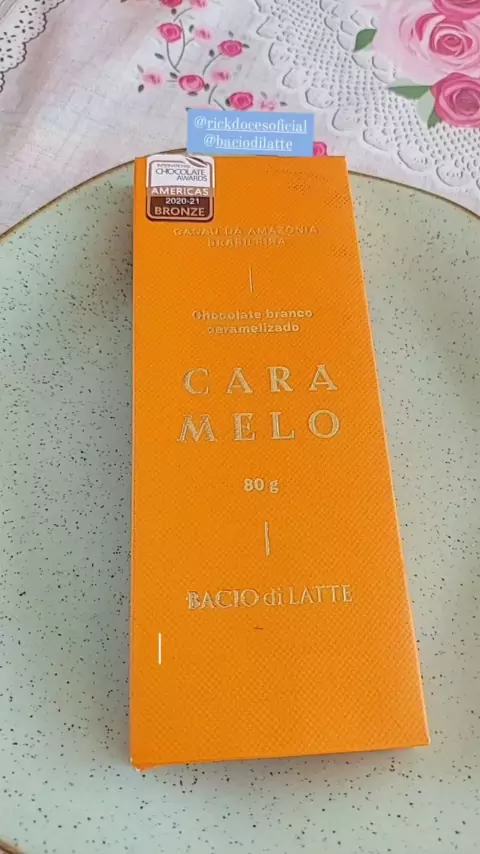 @rickdocesoficial
@baciodilatte
INTERNATIONAL
CHOCOLATE
AWARDS
AMERICAS
2020-21
BRONZE
CACAU DA AMAZÔNIA
BRASILEIRA
Chocolate branco
caramelizado
CARA
MELO
80 g
BACIO di LATTE